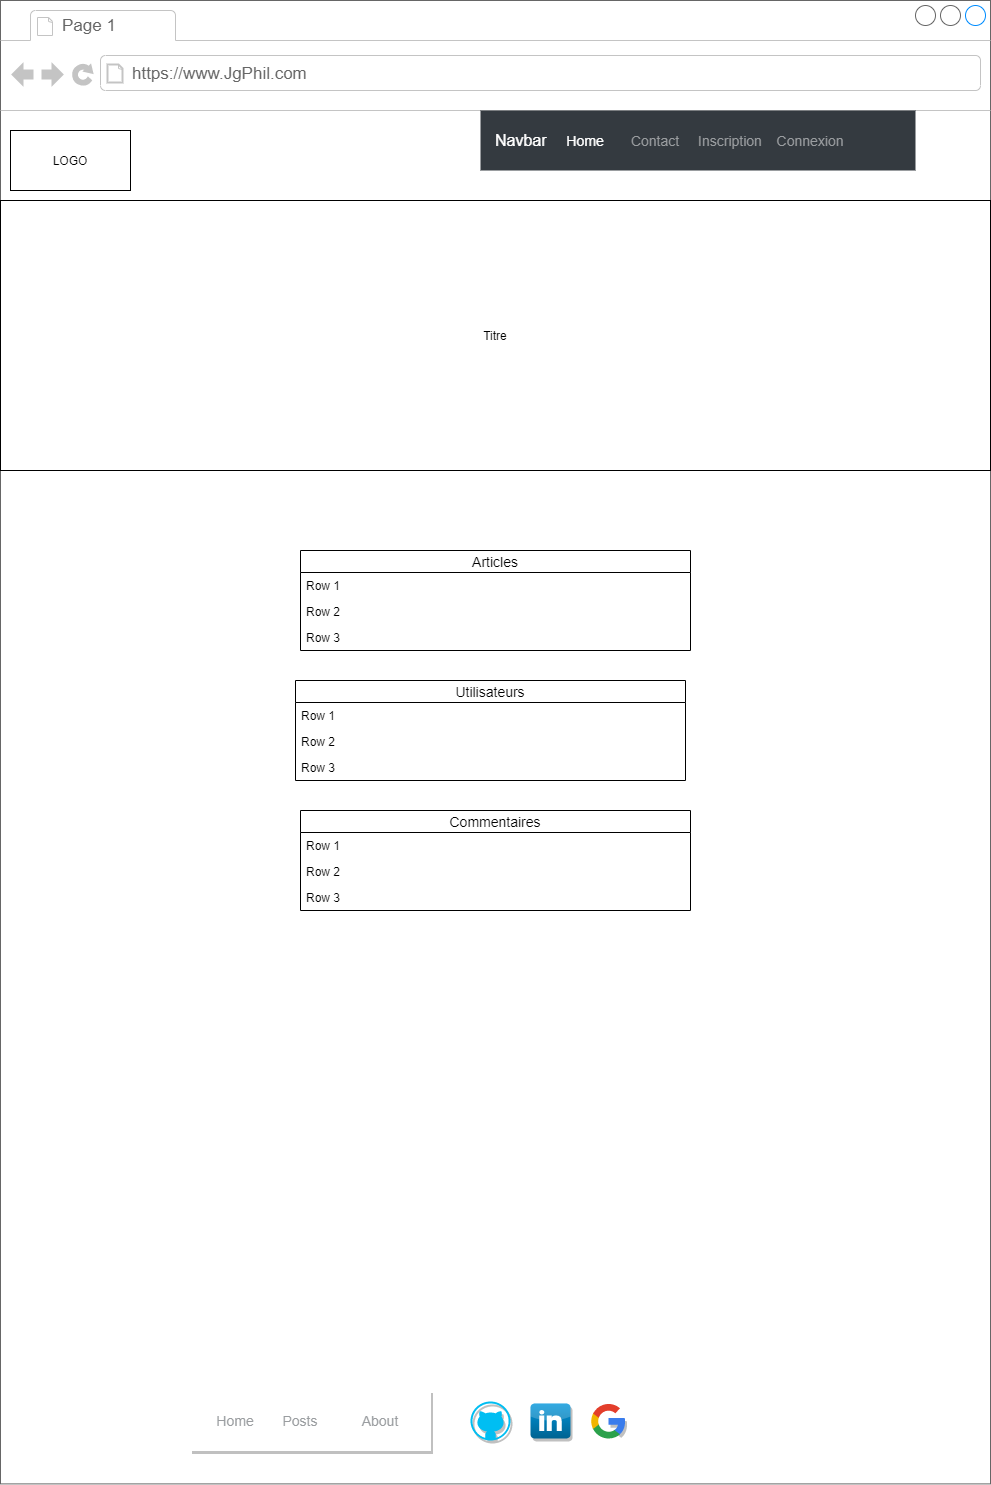 Page 1
https://www.JgPhil.com
LOGO
Navbar Home Contact Inscription Connexion
Titre
Articles
Row 1
Row 2
Row 3
Utilisateurs
Row 1
Row 2
Row 3
Commentaires
Row 1
Row 2
Row 3
Home Posts About
in